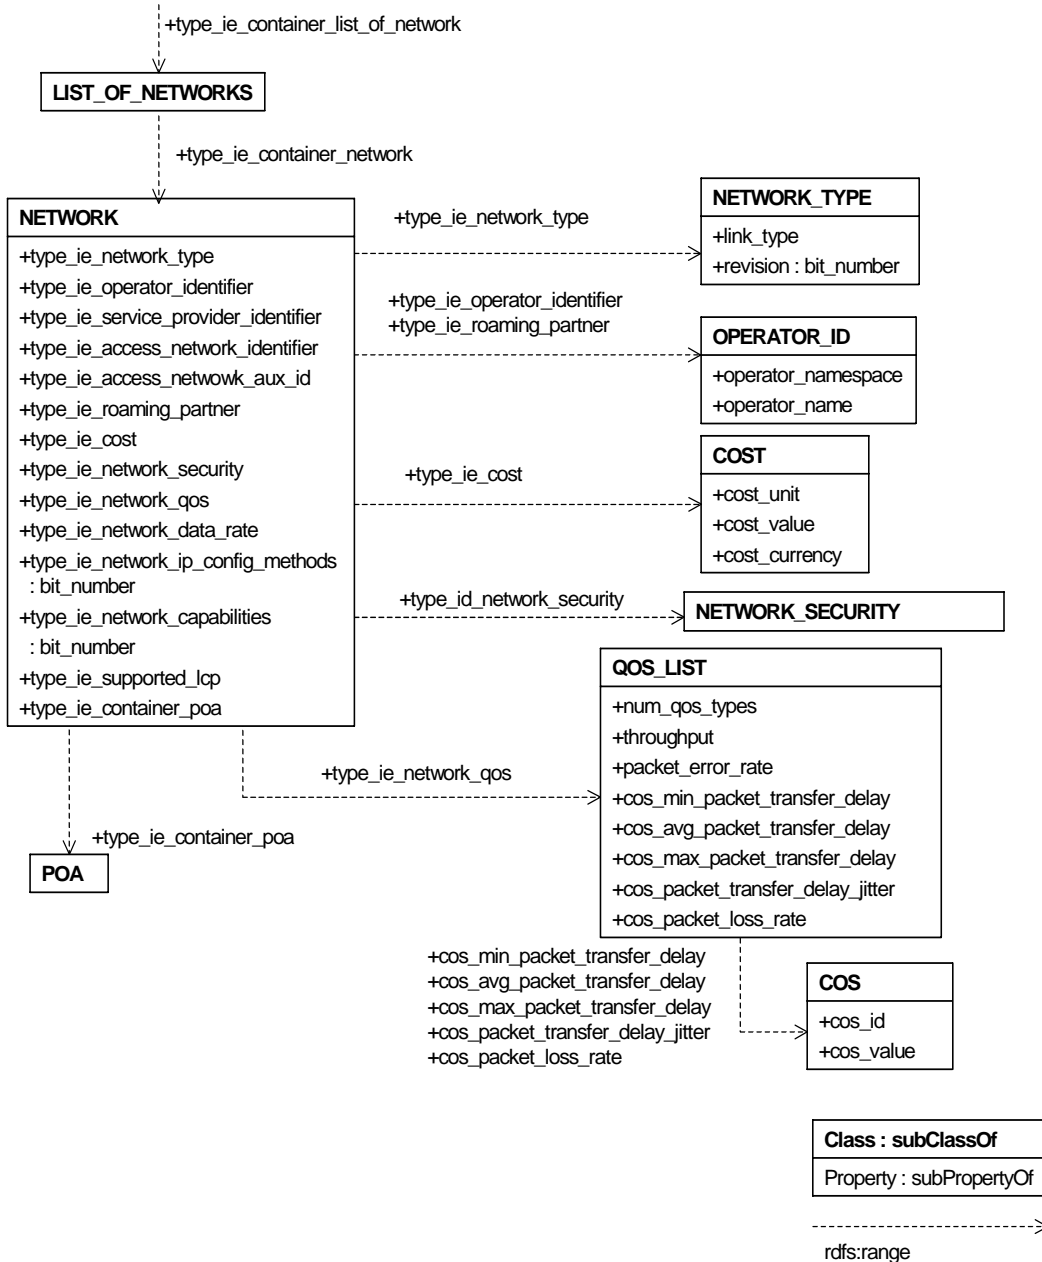 +type_ie_container_list_of_network
LIST_OF_NETWORKS
+type_ie_container_network
NETWORK
+type_ie_network_type
+type_ie_operator_identifier
+type_ie_service_provider_identifier
+type_ie_access_network_identifier
+type_ie_access_netwowk_aux_id
+type_ie_roaming_partner
+type_ie_cost
+type_ie_network_security
+type_ie_network_qos
+type_ie_network_data_rate
+type_ie_network_ip_config_methods
: bit_number
+type_ie_network_capabilities
: bit_number
+type_ie_supported_lcp
+type_ie_container_poa
+type_ie_network_type
NETWORK_TYPE
+link_type
+revision : bit_number
+type_ie_operator_identifier
+type_ie_roaming_partner
OPERATOR_ID
+operator_namespace
+operator_name
+type_ie_cost
COST
+cost_unit
+cost_value
+cost_currency
+type_id_network_security
NETWORK_SECURITY
+type_ie_network_qos
QOS_LIST
+num_qos_types
+throughput
+packet_error_rate
+cos_min_packet_transfer_delay
+cos_avg_packet_transfer_delay
+cos_max_packet_transfer_delay
+cos_packet_transfer_delay_jitter
+cos_packet_loss_rate
+type_ie_container_poa
POA
+cos_min_packet_transfer_delay
+cos_avg_packet_transfer_delay
+cos_max_packet_transfer_delay
+cos_packet_transfer_delay_jitter
+cos_packet_loss_rate
COS
+cos_id
+cos_value
Class : subClassOf
Property : subPropertyOf
rdfs:range